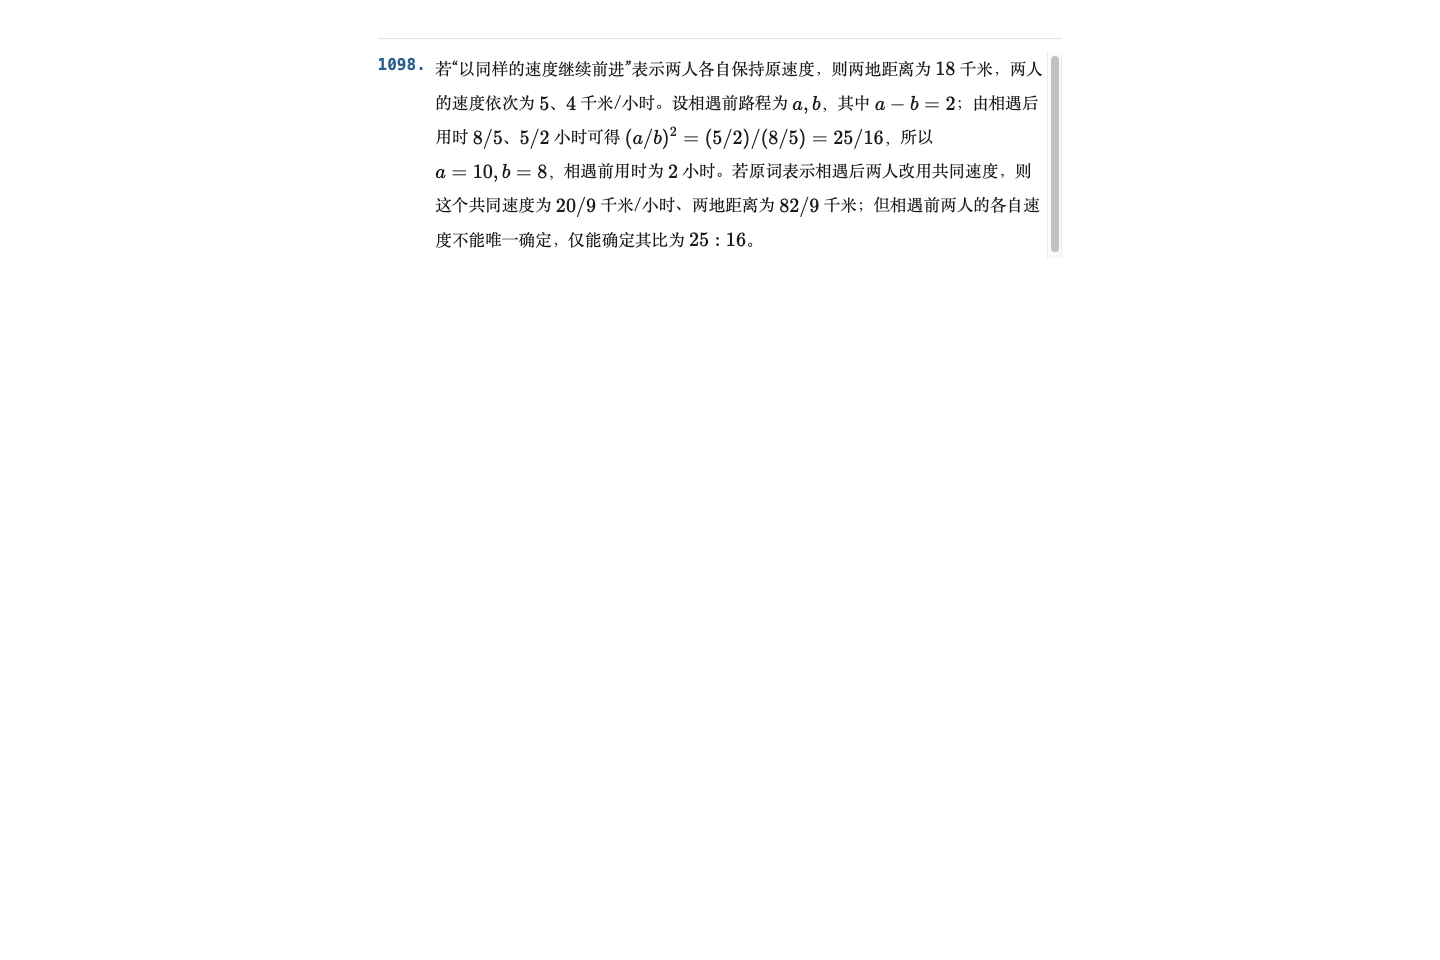 1098. 若“以同样的速度继续前进”表示两人各自保持原速度，则两地距离为 18 千米，两人
的速度依次为 5、4 千米/小时。设相遇前路程为 a, b，其中 a − b = 2；由相遇后
用时 8/5、5/2 小时可得 (a/b)² = (5/2)/(8/5) = 25/16，所以
a = 10, b = 8，相遇前用时为 2 小时。若原词表示相遇后两人改用共同速度，则
这个共同速度为 20/9 千米/小时、两地距离为 82/9 千米；但相遇前两人的各自速
度不能唯一确定，仅能确定其比为 25 : 16。